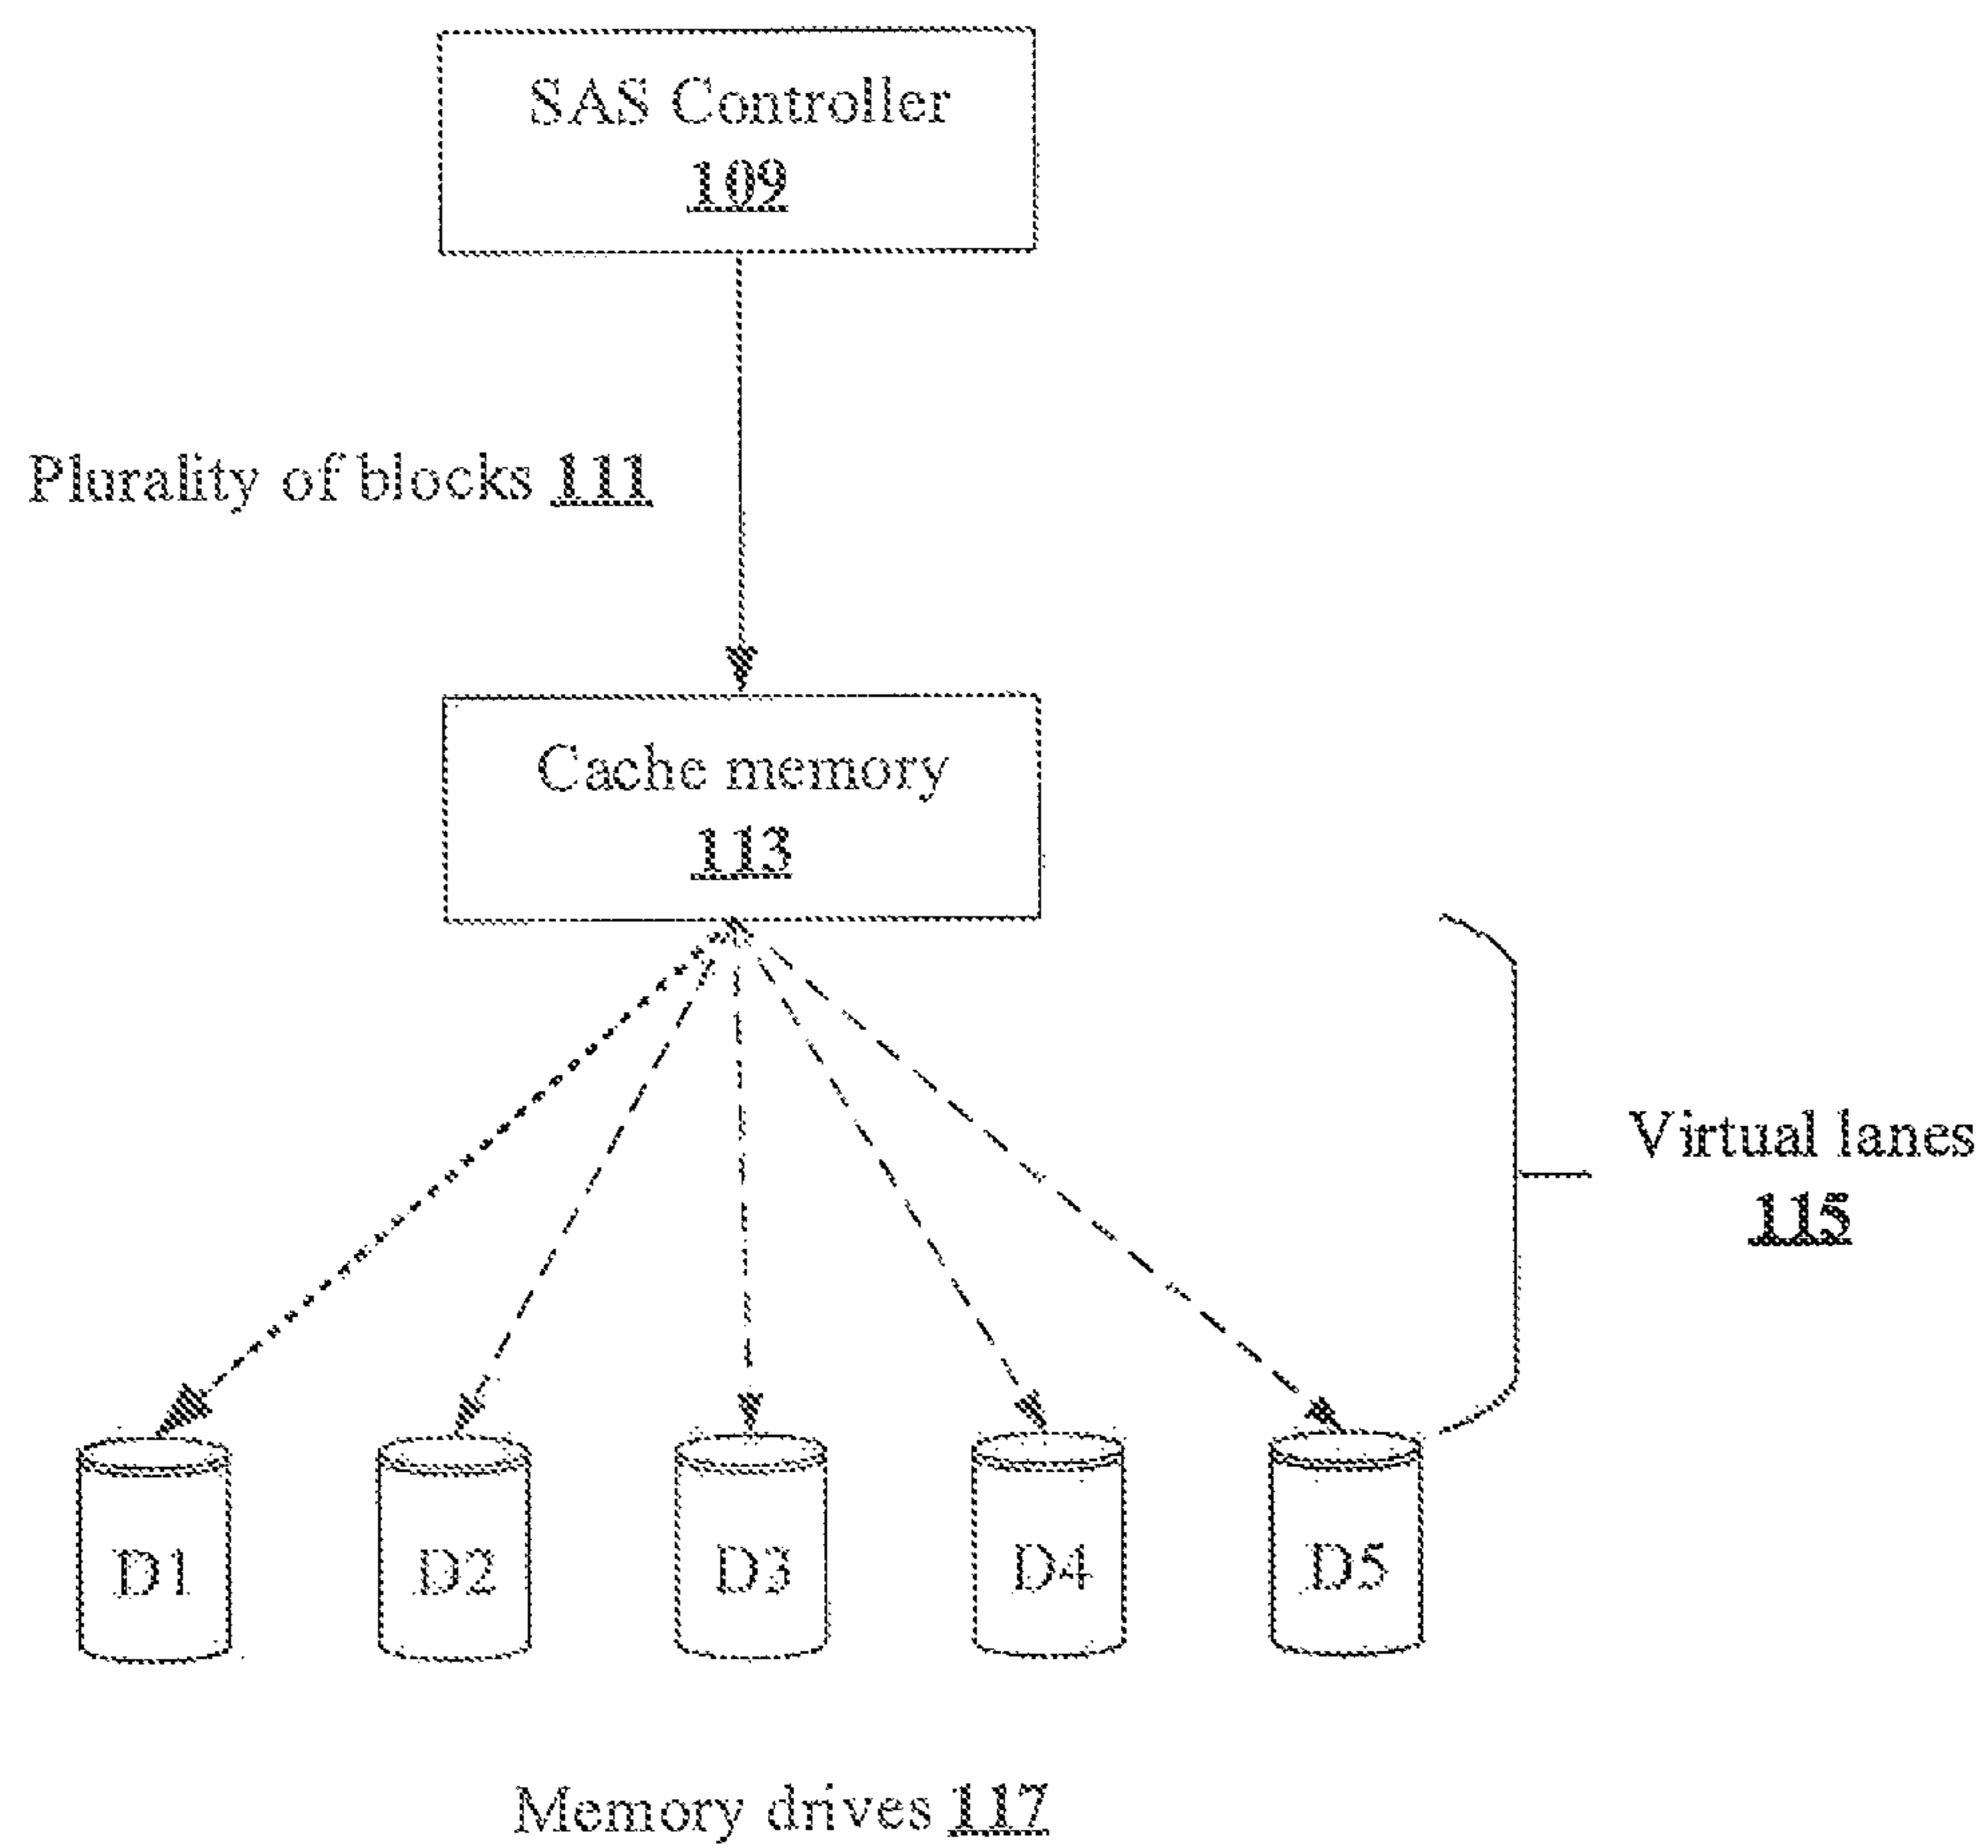 SAS Controller
109
Plurality of blocks 111
Cache memory
113
Virtual lanes
115
D1 D2 D3 D4 D5
Memory drives 117